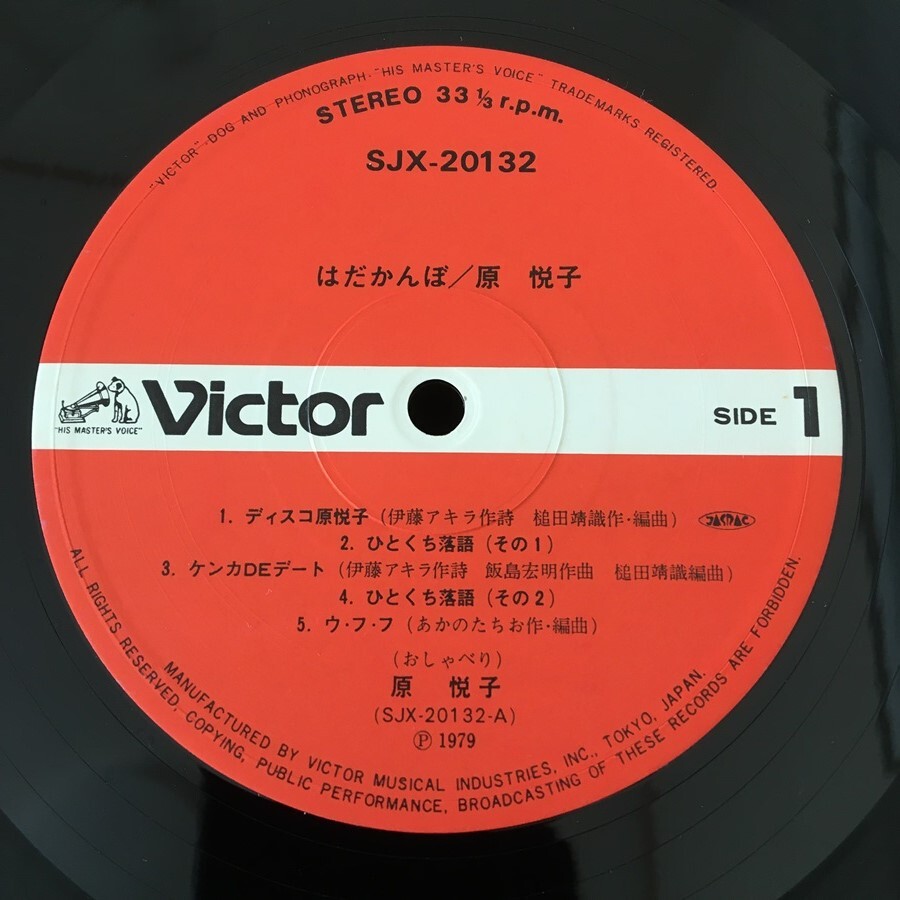 "VICTOR"・DOG AND PHONOGRAPH・"HIS MASTER'S VOICE" TRADEMARKS REGISTERED.
STEREO 33 1/3 r.p.m.
SJX-20132
はだかんぼ/原 悦子
"HIS MASTER'S VOICE"
Victor
SIDE 1
1. ディスコ原悦子 (伊藤アキラ作詩 槌田靖識作・編曲) JASRAC
2. ひとくち落語 (その1)
3. ケンカDEデート (伊藤アキラ作詩 飯島宏明作曲 槌田靖識編曲)
4. ひとくち落語 (その2)
5. ウ・フ・フ (あかのたちお作・編曲)
(おしゃべり)
原 悦子
(SJX-20132-A)
Ⓟ 1979
MANUFACTURED BY VICTOR MUSICAL INDUSTRIES, INC., TOKYO, JAPAN.
ALL RIGHTS RESERVED, COPYING, PUBLIC PERFORMANCE, BROADCASTING OF THESE RECORDS ARE FORBIDDEN.